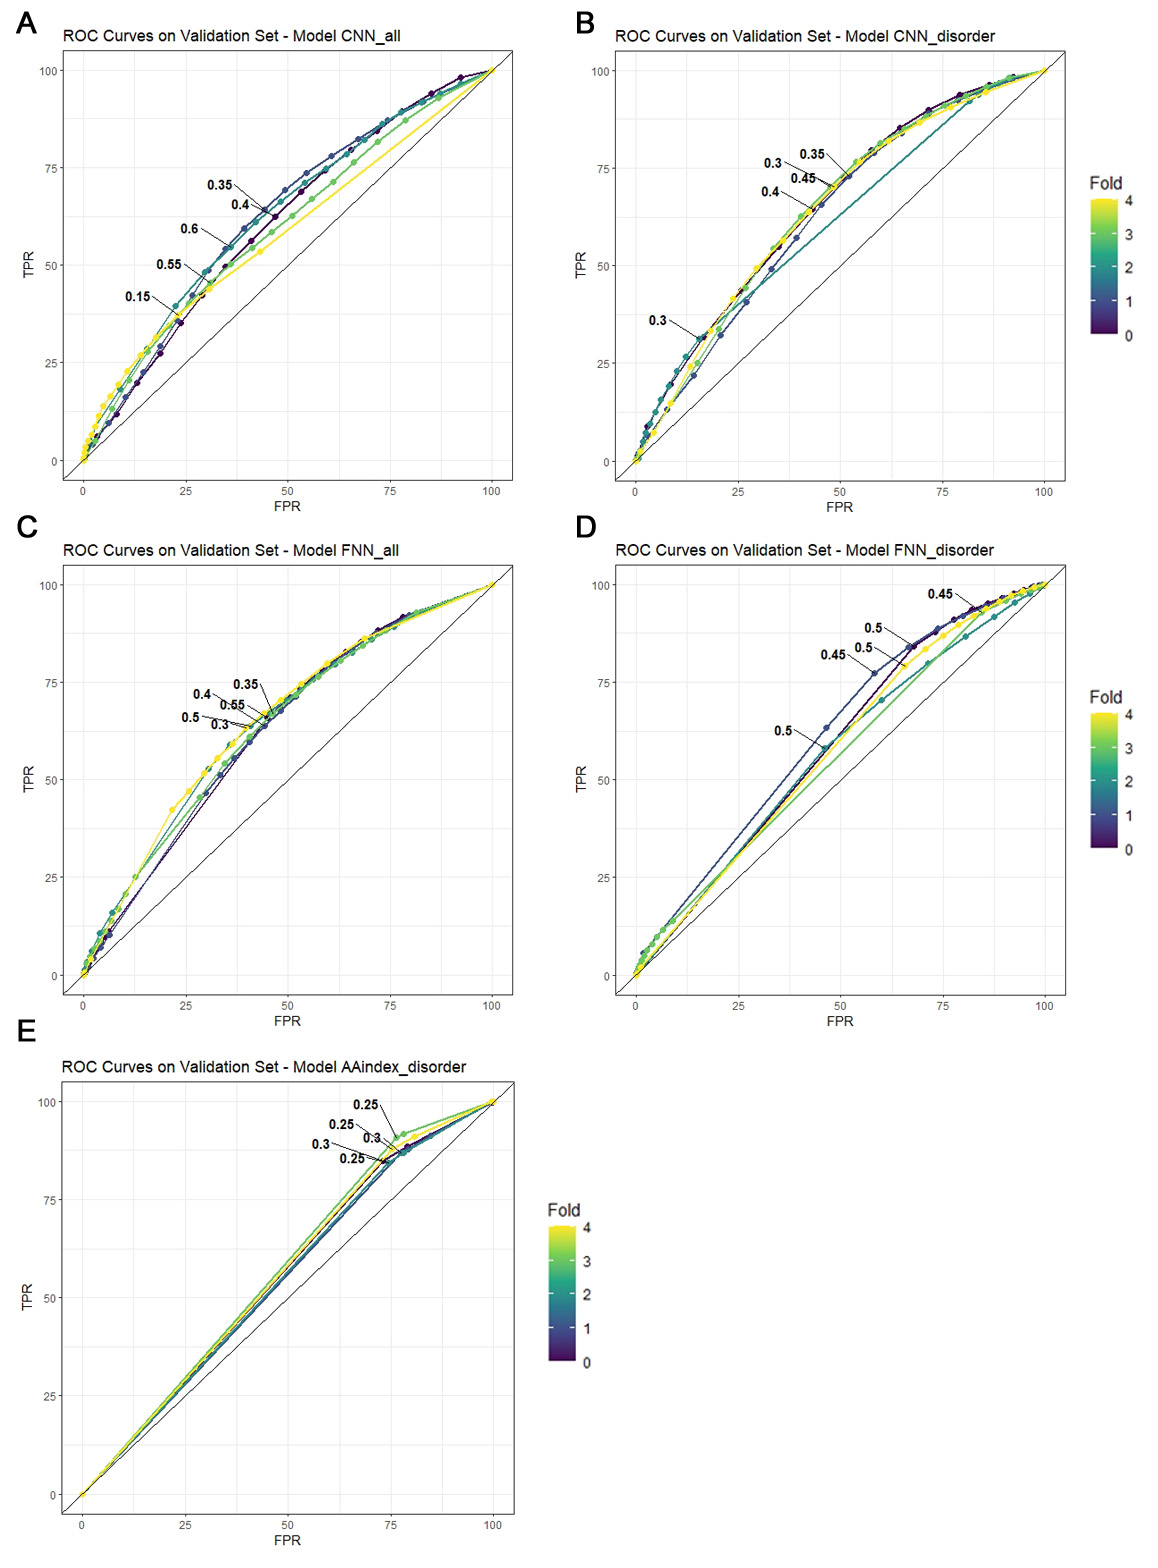 A
ROC Curves on Validation Set - Model CNN_all
100
75
50
25
0
TPR
0.35
0.4
0.6
0.55
0.15
0 25 50 75 100
FPR
B
ROC Curves on Validation Set - Model CNN_disorder
100
75
50
25
0
TPR
0.35
0.3
0.45
0.4
0.3
0 25 50 75 100
FPR
Fold
4
3
2
1
0
C
ROC Curves on Validation Set - Model FNN_all
100
75
50
25
0
TPR
0.35
0.4
0.55
0.5
0.3
0 25 50 75 100
FPR
D
ROC Curves on Validation Set - Model FNN_disorder
100
75
50
25
0
TPR
0.45
0.5
0.5
0.45
0.5
0 25 50 75 100
FPR
Fold
4
3
2
1
0
E
ROC Curves on Validation Set - Model AAindex_disorder
100
75
50
25
0
TPR
0.25
0.25
0.3
0.3
0.25
0 25 50 75 100
FPR
Fold
4
3
2
1
0